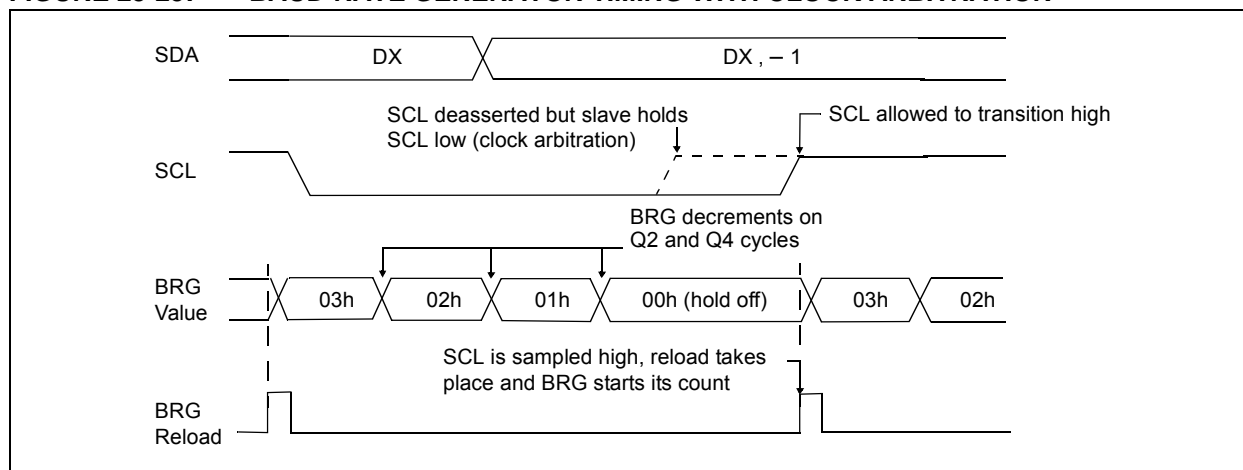 SDA
DX
DX , – 1
SCL deasserted but slave holds
SCL low (clock arbitration)
SCL allowed to transition high
SCL
BRG decrements on
Q2 and Q4 cycles
BRG
Value
03h
02h
01h
00h (hold off)
03h
02h
SCL is sampled high, reload takes
place and BRG starts its count
BRG
Reload